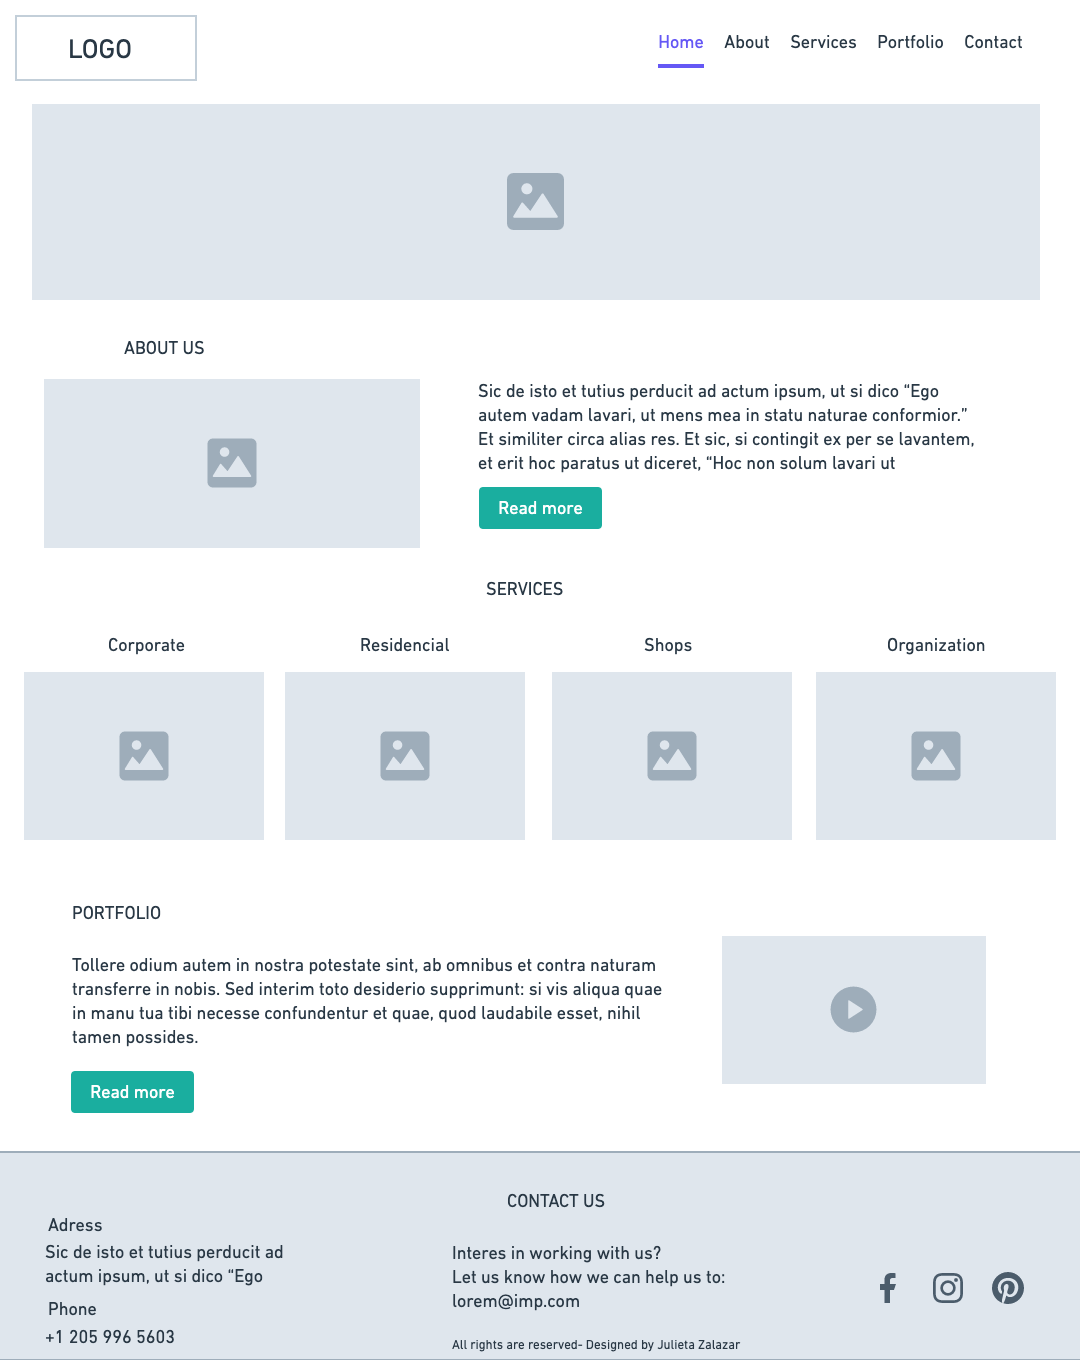 LOGO
Home About Services Portfolio Contact
ABOUT US
Sic de isto et tutius perducit ad actum ipsum, ut si dico “Ego
autem vadam lavari, ut mens mea in statu naturae conformior.”
Et similiter circa alias res. Et sic, si contingit ex per se lavantem,
et erit hoc paratus ut diceret, “Hoc non solum lavari ut
Read more
SERVICES
Corporate Residencial Shops Organization
PORTFOLIO
Tollere odium autem in nostra potestate sint, ab omnibus et contra naturam
transferre in nobis. Sed interim toto desiderio supprimunt: si vis aliqua quae
in manu tua tibi necesse confundentur et quae, quod laudabile esset, nihil
tamen possides.
Read more
CONTACT US
Adress
Sic de isto et tutius perducit ad
actum ipsum, ut si dico “Ego
Phone
+1 205 996 5603
Interes in working with us?
Let us know how we can help us to:
lorem@imp.com
All rights are reserved- Designed by Julieta Zalazar